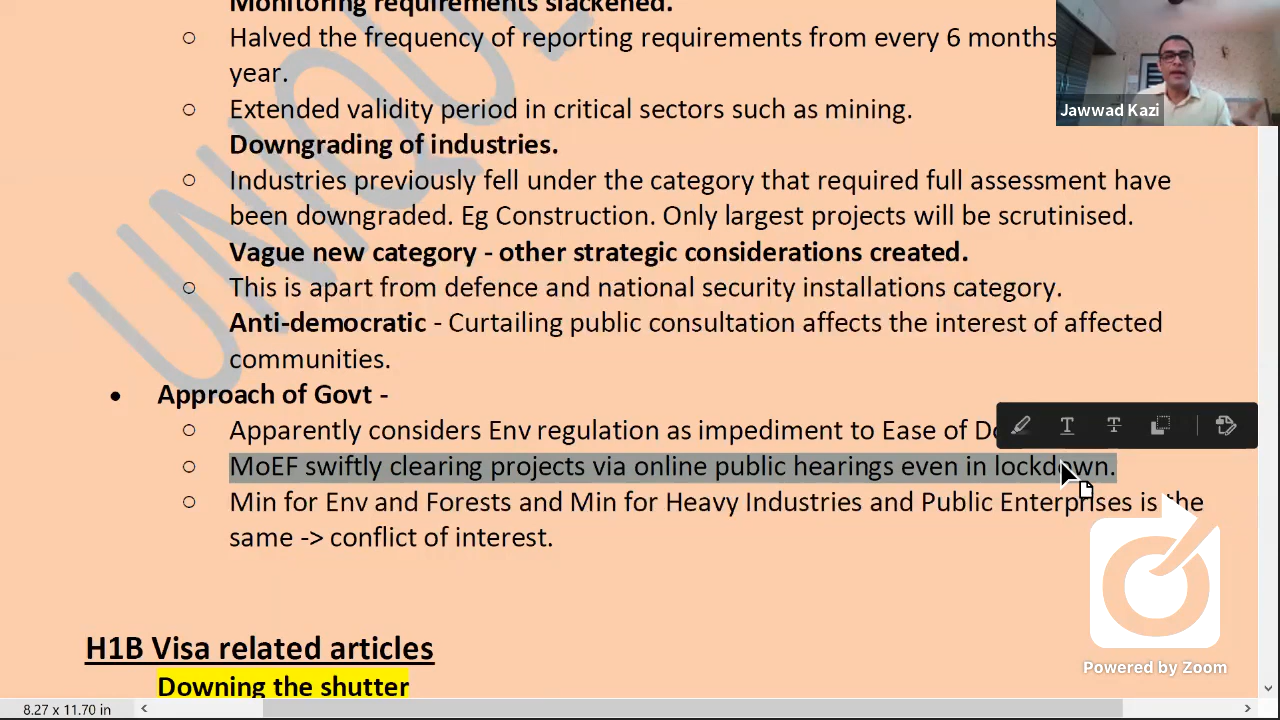 Monitoring requirements slackened.
○ Halved the frequency of reporting requirements from every 6 months
year.
○ Extended validity period in critical sectors such as mining.
Downgrading of industries.
○ Industries previously fell under the category that required full assessment have
been downgraded. Eg Construction. Only largest projects will be scrutinised.
Vague new category - other strategic considerations created.
○ This is apart from defence and national security installations category.
Anti-democratic - Curtailing public consultation affects the interest of affected
communities.
• Approach of Govt -
○ Apparently considers Env regulation as impediment to Ease of
○ MoEF swiftly clearing projects via online public hearings even in lockdown.
○ Min for Env and Forests and Min for Heavy Industries and Public Enterprises is the
same -> conflict of interest.
H1B Visa related articles
Downing the shutter
Jawwad Kazi
UNIQUE
Powered by Zoom
8.27 x 11.70 in